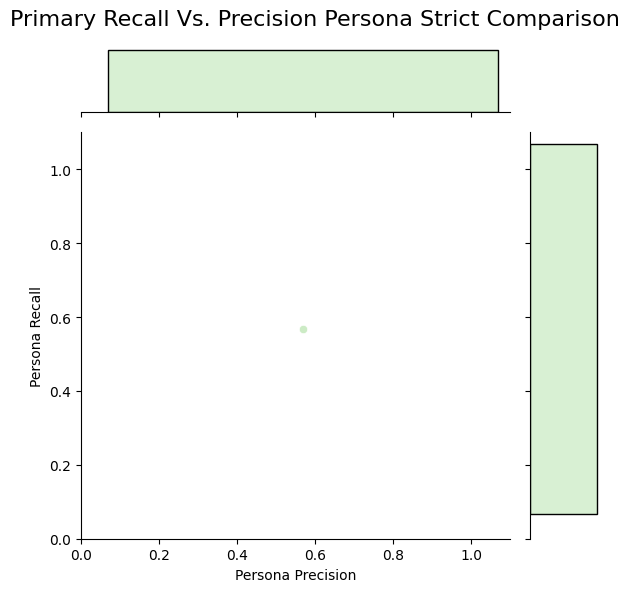 Primary Recall Vs. Precision Persona Strict Comparison
1.0
0.8
0.6
0.4
0.2
0.0
Persona Recall
0.0 0.2 0.4 0.6 0.8 1.0
Persona Precision